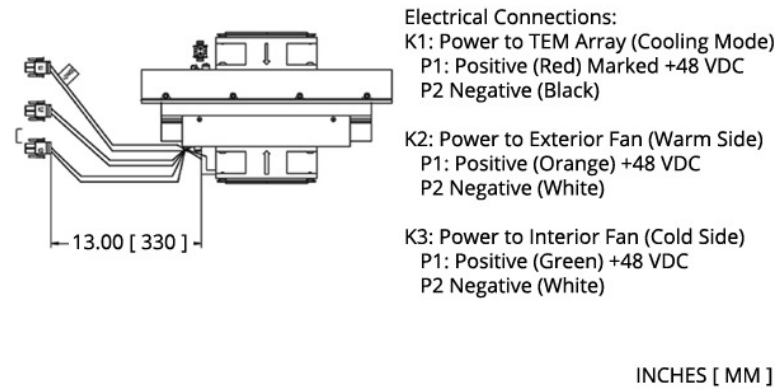 Electrical Connections:
K1: Power to TEM Array (Cooling Mode)
P1: Positive (Red) Marked +48 VDC
P2 Negative (Black)
K2: Power to Exterior Fan (Warm Side)
P1: Positive (Orange) +48 VDC
P2 Negative (White)
K3: Power to Interior Fan (Cold Side)
P1: Positive (Green) +48 VDC
P2 Negative (White)
13.00 [ 330 ]
INCHES [ MM ]